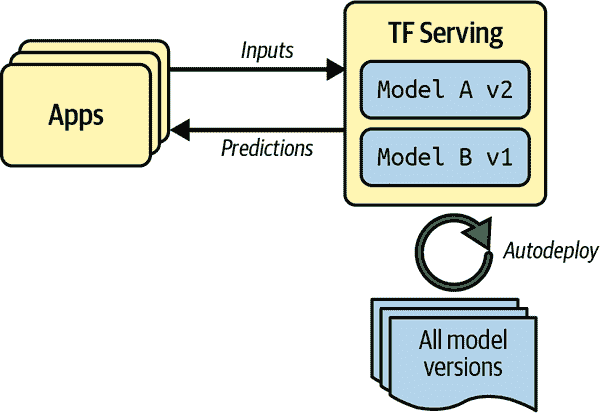 Inputs
TF Serving
Apps
Model A v2
Predictions
Model B v1
Autodeploy
All model
versions